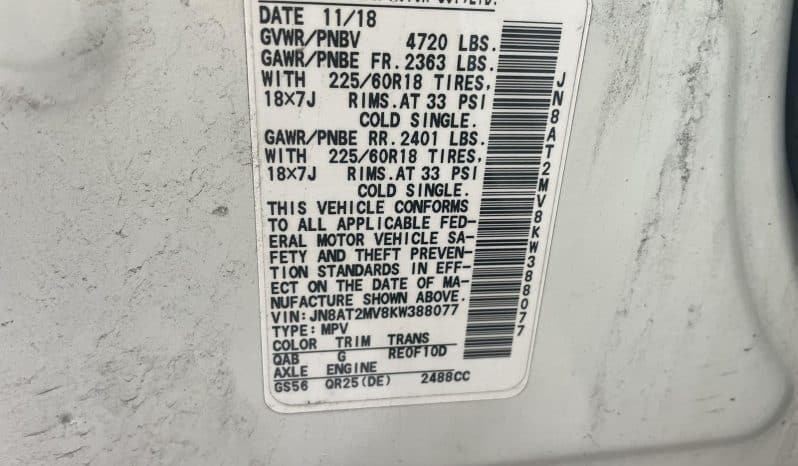 DATE 11/18
GVWR/PNBV 4720 LBS.
GAWR/PNBE FR. 2363 LBS.
WITH 225/60R18 TIRES,
18×7J RIMS. AT 33 PSI
COLD SINGLE.
GAWR/PNBE RR. 2401 LBS.
WITH 225/60R18 TIRES,
18×7J RIMS. AT 33 PSI
COLD SINGLE.
THIS VEHICLE CONFORMS
TO ALL APPLICABLE FED-
ERAL MOTOR VEHICLE SA-
FETY AND THEFT PREVEN-
TION STANDARDS IN EFF-
ECT ON THE DATE OF MA-
NUFACTURE SHOWN ABOVE.
VIN:JN8AT2MV8KW388077
TYPE:MPV
COLOR TRIM TRANS
QAB G RE0F10D
AXLE ENGINE
GS56 QR25(DE) 2488CC
JN8AT2MV8KW388077